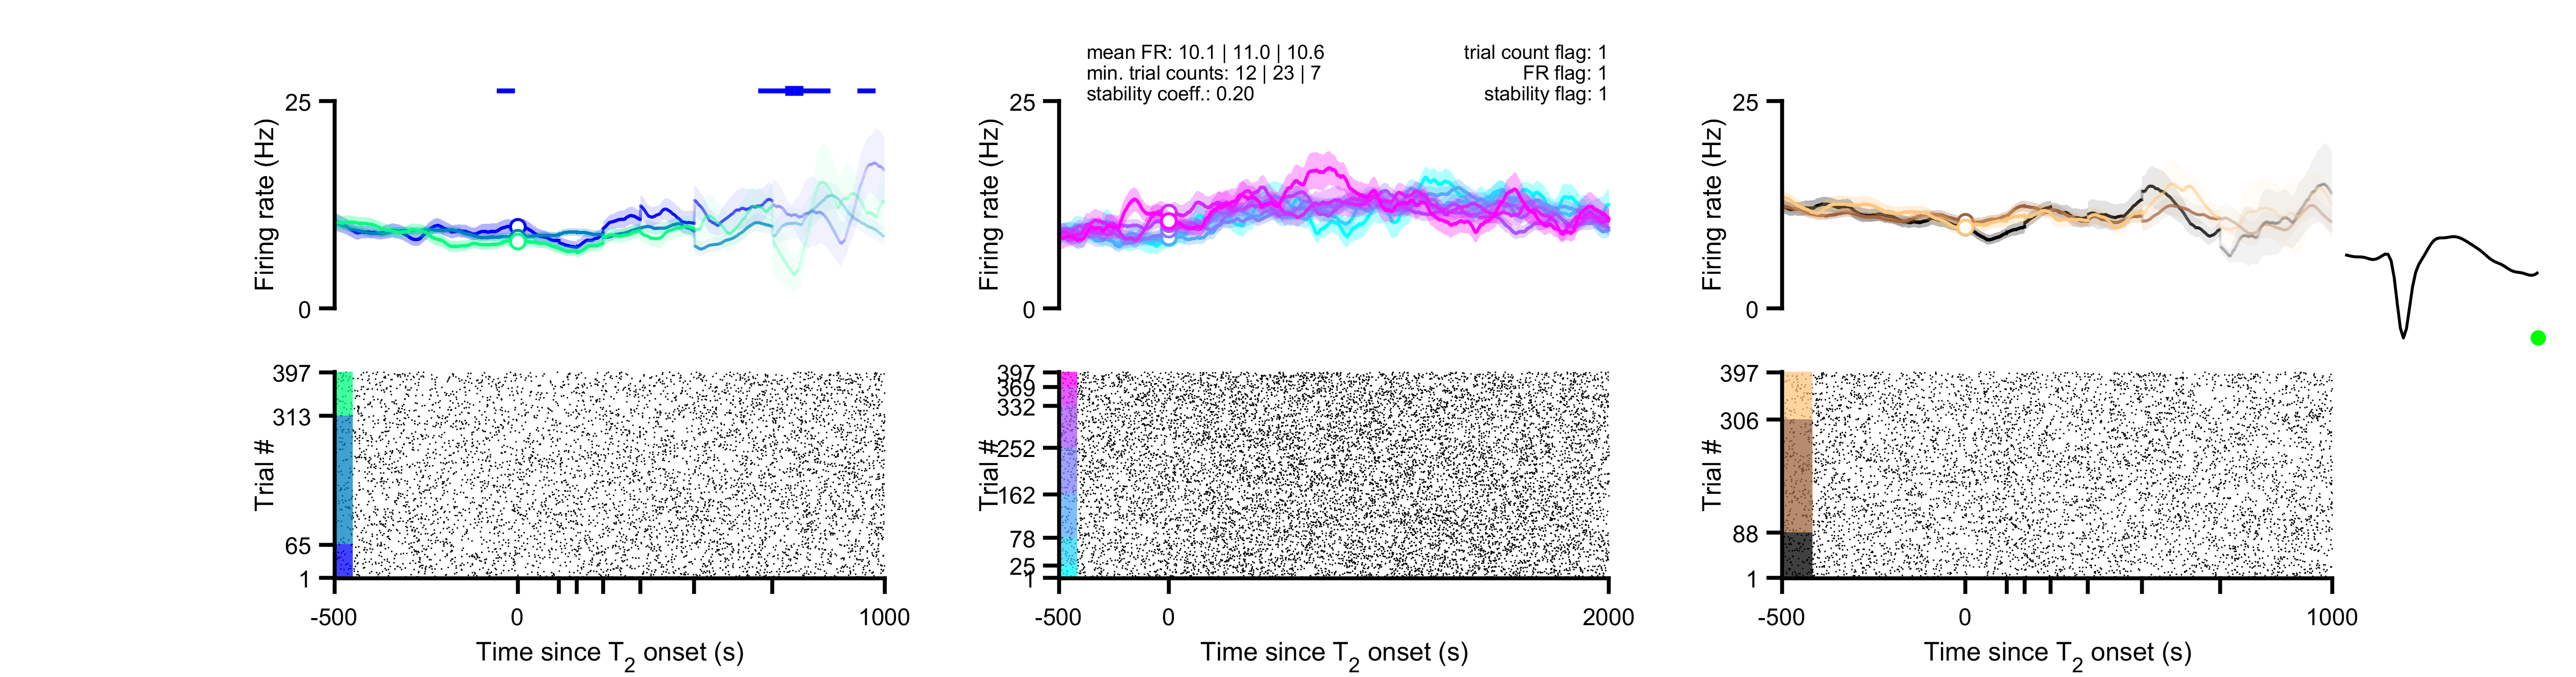 mean FR: 10.1 | 11.0 | 10.6
min. trial counts: 12 | 23 | 7
stability coeff.: 0.20
trial count flag: 1
FR flag: 1
stability flag: 1
25
Firing rate (Hz)
0
397
313
Trial #
65
1
-500
0
1000
Time since T2 onset (s)
25
Firing rate (Hz)
0
397
369
332
252
Trial #
162
78
25
1
-500
0
2000
Time since T2 onset (s)
25
Firing rate (Hz)
0
397
306
Trial #
88
1
-500
0
1000
Time since T2 onset (s)